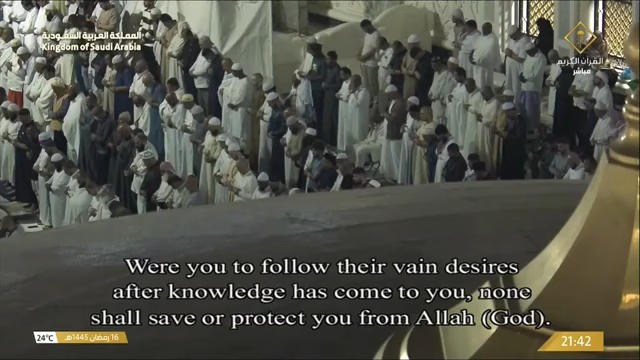 المملكة العربية السعودية
Kingdom of Saudi Arabia
القرآن الكريم
مباشر
Were you to follow their vain desires
after knowledge has come to you, none
shall save or protect you from Allah (God).
24°C
16 رمضان 1445هـ
21:42